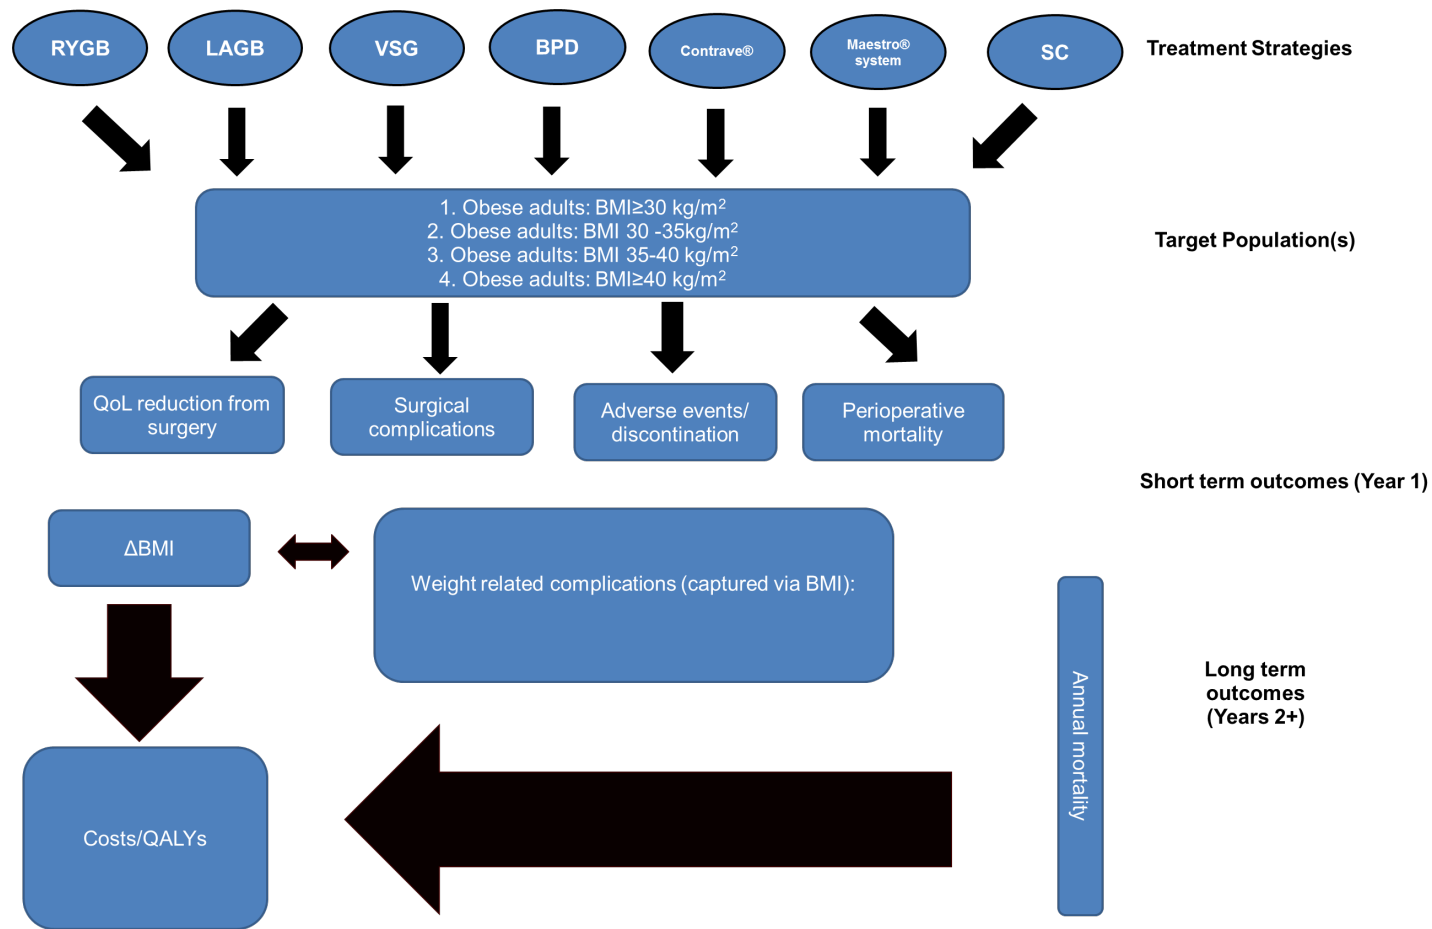 RYGB
LAGB
VSG
BPD
Contrave®
Maestro®
system
SC
Treatment Strategies
1. Obese adults: BMI≥30 kg/m²
2. Obese adults: BMI 30 -35kg/m²
3. Obese adults: BMI 35-40 kg/m²
4. Obese adults: BMI≥40 kg/m²
Target Population(s)
QoL reduction from
surgery
Surgical
complications
Adverse events/
discontination
Perioperative
mortality
Short term outcomes (Year 1)
ΔBMI
Weight related complications (captured via BMI):
Annual mortality
Long term
outcomes
(Years 2+)
Costs/QALYs